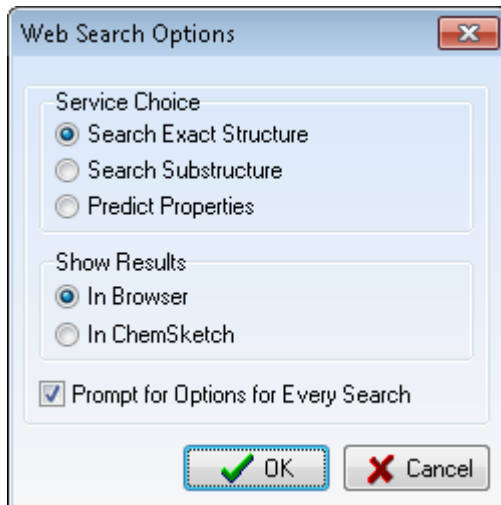 Web Search Options
Service Choice
Search Exact Structure
Search Substructure
Predict Properties
Show Results
In Browser
In ChemSketch
Prompt for Options for Every Search
OK Cancel